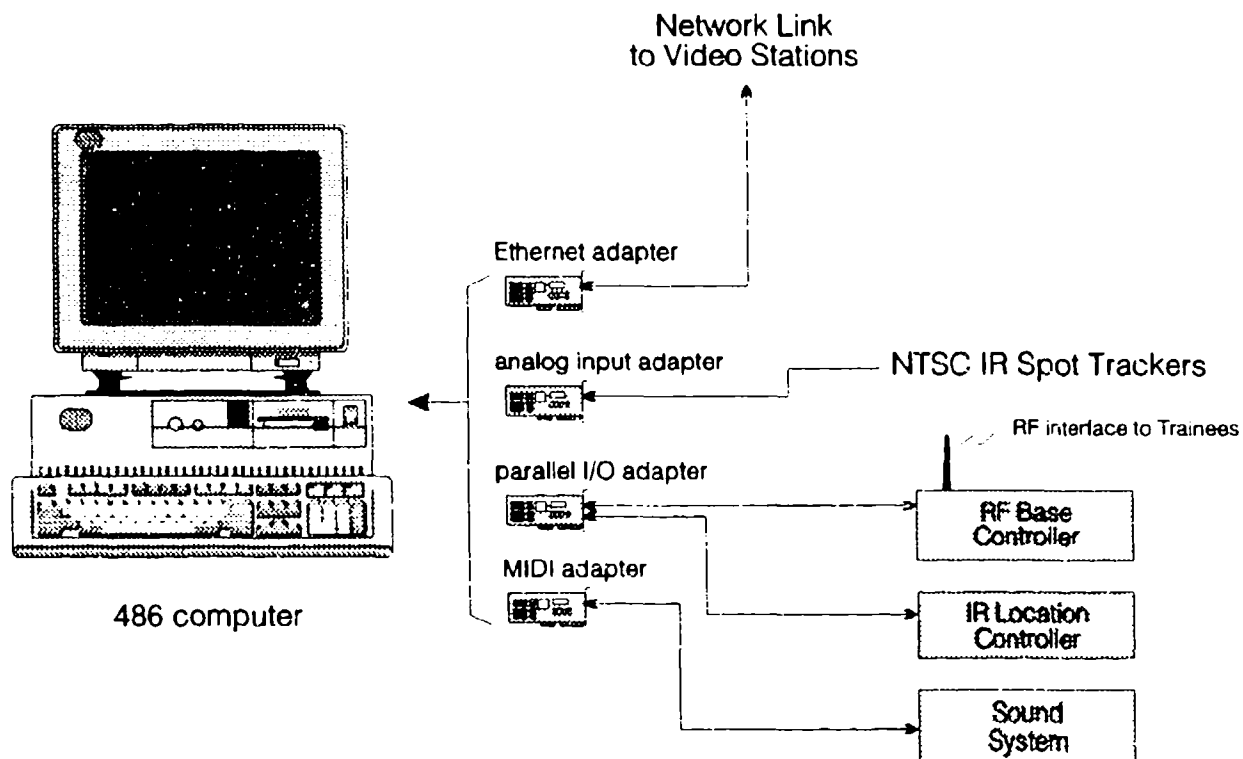 Network Link
to Video Stations
Ethernet adapter
analog input adapter
NTSC IR Spot Trackers
RF interface to Trainees
parallel I/O adapter
RF Base
Controller
MIDI adapter
486 computer
IR Location
Controller
Sound
System